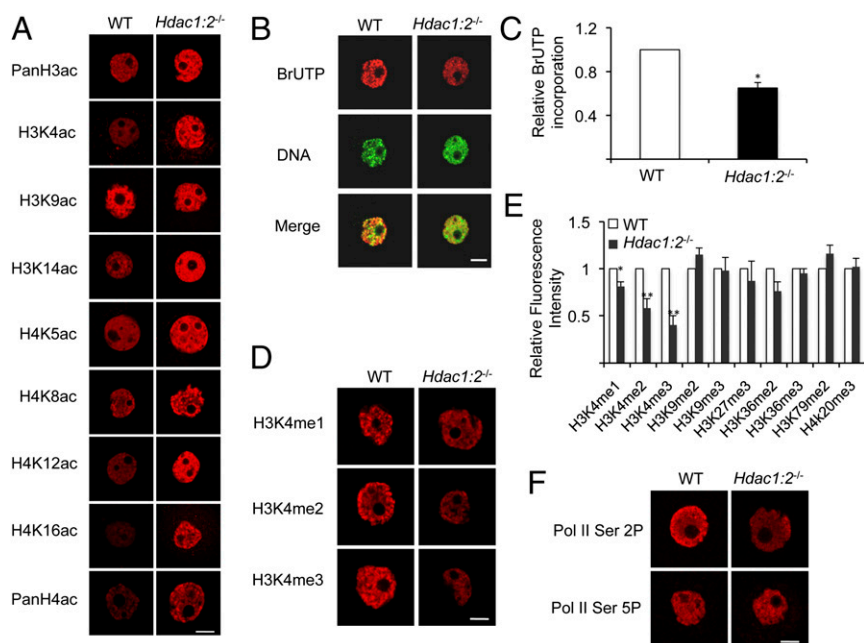 A
WT Hdac1:2-/-
PanH3ac
H3K4ac
H3K9ac
H3K14ac
H4K5ac
H4K8ac
H4K12ac
H4K16ac
PanH4ac
B
WT Hdac1:2-/-
BrUTP
DNA
Merge
C
Relative BrUTP incorporation
1.2
0.8
0.4
*
WT Hdac1:2-/-
D
WT Hdac1:2-/-
H3K4me1
H3K4me2
H3K4me3
E
WT
Hdac1:2-/-
Relative Fluorescence Intensity
1.5
1
0.5
*
**
**
H3K4me1
H3K4me2
H3K4me3
H3K9me2
H3K9me3
H3K27me3
H3K36me2
H3K36me3
H3K79me2
H4k20me3
F
WT Hdac1:2-/-
Pol II Ser 2P
Pol II Ser 5P